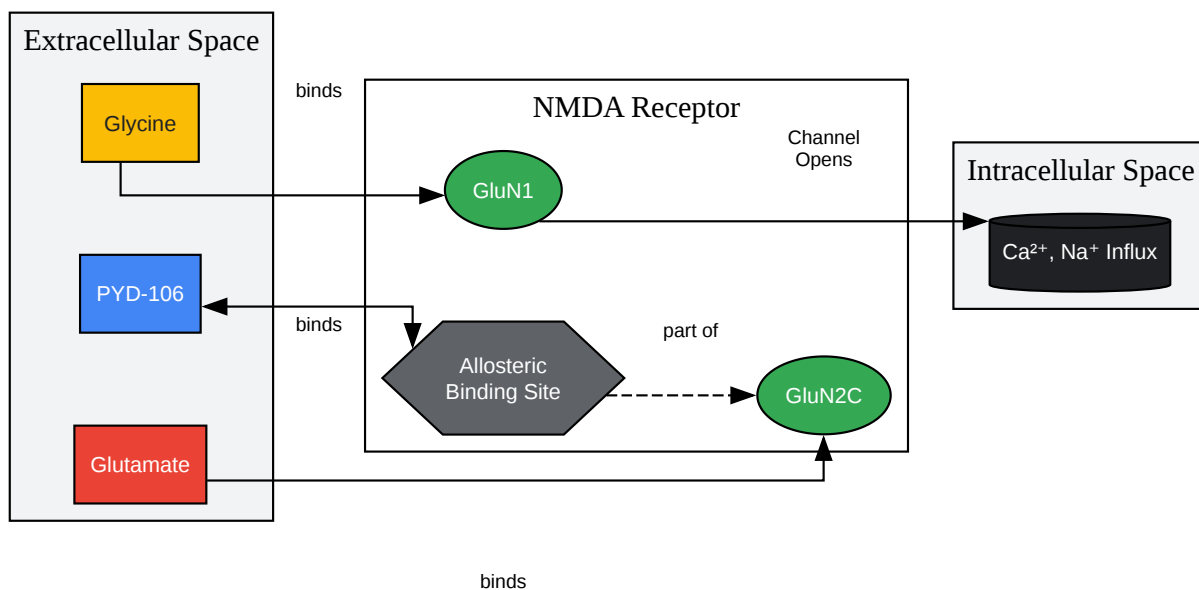 Extracellular Space
Glycine
binds
NMDA Receptor
Channel
Opens
GluN1
Intracellular Space
Ca²⁺, Na⁺ Influx
PYD-106
binds
part of
Allosteric
Binding Site
GluN2C
Glutamate
binds